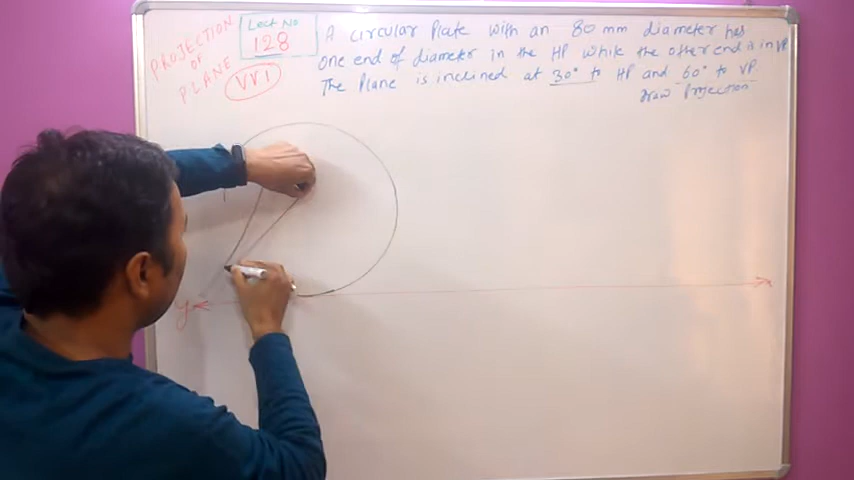 PROJECTION
OF
PLANE
VVI
Lect No
128
A circular Plate with an 80 mm diameter has
one end of diameter in the HP while the other end is in VP
The Plane is inclined at 30° to HP and 60° to VP
Draw Projection
y